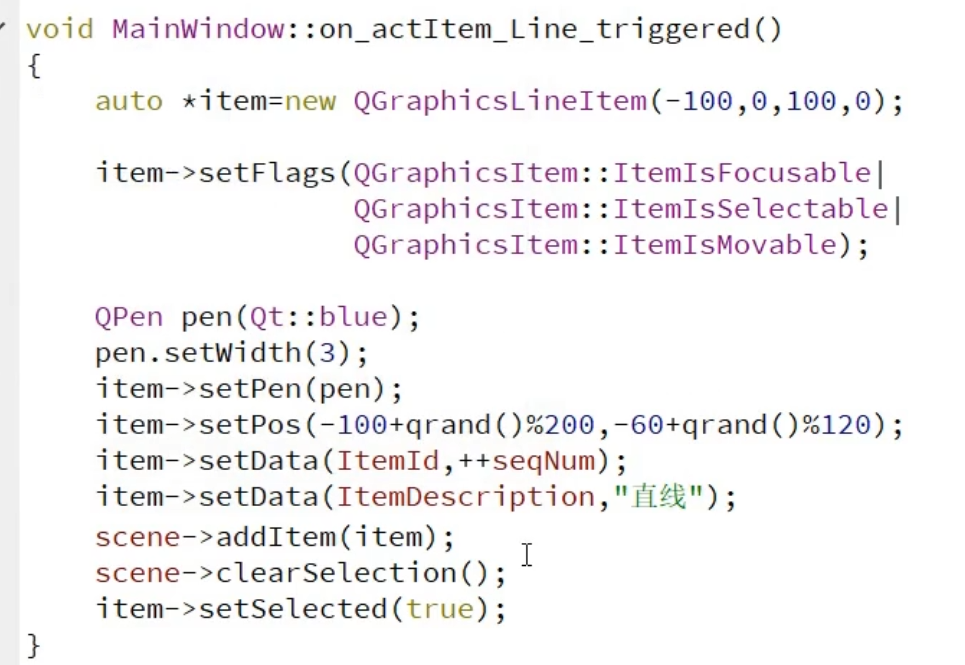 void MainWindow::on_actItem_Line_triggered()
{
    auto *item=new QGraphicsLineItem(-100,0,100,0);

    item->setFlags(QGraphicsItem::ItemIsFocusable|
                   QGraphicsItem::ItemIsSelectable|
                   QGraphicsItem::ItemIsMovable);

    QPen pen(Qt::blue);
    pen.setWidth(3);
    item->setPen(pen);
    item->setPos(-100+qrand()%200,-60+qrand()%120);
    item->setData(ItemId,++seqNum);
    item->setData(ItemDescription,"直线");
    scene->addItem(item);
    scene->clearSelection();
    item->setSelected(true);
}